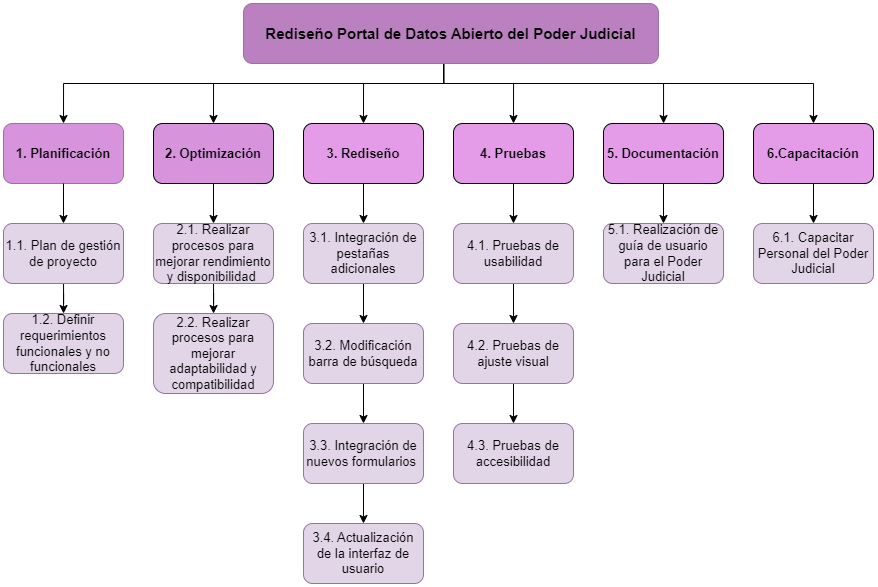 Rediseño Portal de Datos Abierto del Poder Judicial
1. Planificación
2. Optimización
3. Rediseño
4. Pruebas
5. Documentación
6.Capacitación
1.1. Plan de gestión
de proyecto
2.1. Realizar
procesos para
mejorar rendimiento
y disponibilidad
3.1. Integración de
pestañas
adicionales
4.1. Pruebas de
usabilidad
5.1. Realización de
guía de usuario
para el Poder
Judicial
6.1. Capacitar
Personal del Poder
Judicial
1.2. Definir
requerimientos
funcionales y no
funcionales
2.2. Realizar
procesos para
mejorar
adaptabilidad y
compatibilidad
3.2. Modificación
barra de búsqueda
4.2. Pruebas de
ajuste visual
3.3. Integración de
nuevos formularios
4.3. Pruebas de
accesibilidad
3.4. Actualización
de la interfaz de
usuario